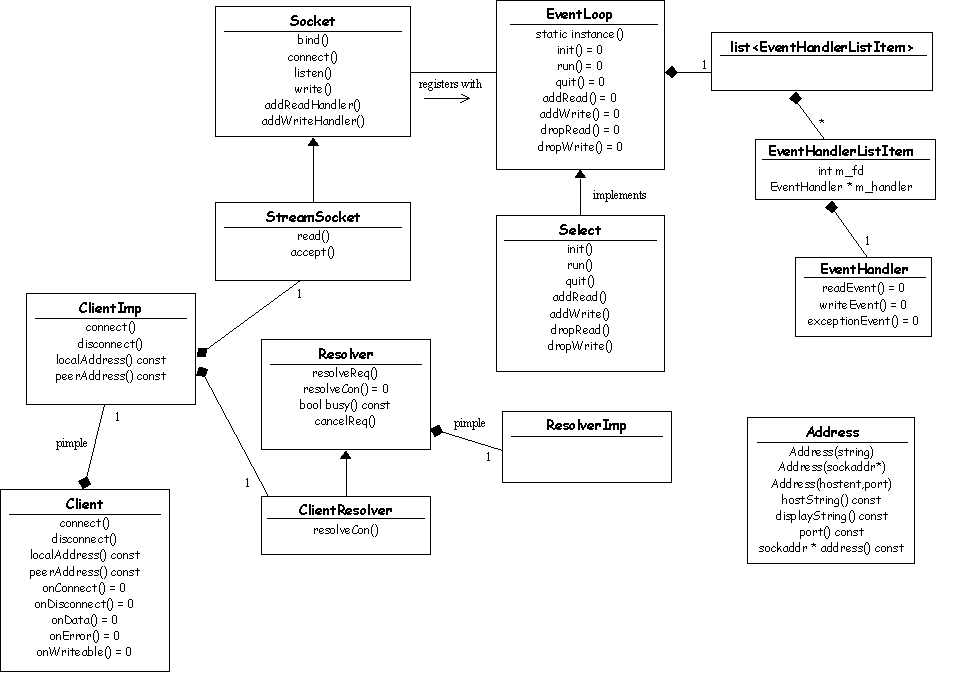 Socket
bind()
connect()
listen()
write()
addReadHandler()
addWriteHandler()
registers with
EventLoop
static instance()
init() = 0
run() = 0
quit() = 0
addRead() = 0
addWrite() = 0
dropRead() = 0
dropWrite() = 0
1
list<EventHandlerListItem>
*
EventHandlerListItem
int m_fd
EventHandler * m_handler
1
EventHandler
readEvent() = 0
writeEvent() = 0
exceptionEvent() = 0
implements
Select
init()
run()
quit()
addRead()
addWrite()
dropRead()
dropWrite()
StreamSocket
read()
accept()
1
ClientImp
connect()
disconnect()
localAddress() const
peerAddress() const
1
pimple
Resolver
resolveReq()
resolveCon() = 0
bool busy() const
cancelReq()
pimple
1
ResolverImp
1
ClientResolver
resolveCon()
Client
connect()
disconnect()
localAddress() const
peerAddress() const
onConnect() = 0
onDisconnect() = 0
onData() = 0
onError() = 0
onWriteable() = 0
Address
Address(string)
Address(sockaddr*)
Address(hostent,port)
hostString() const
displayString() const
port() const
sockaddr * address() const